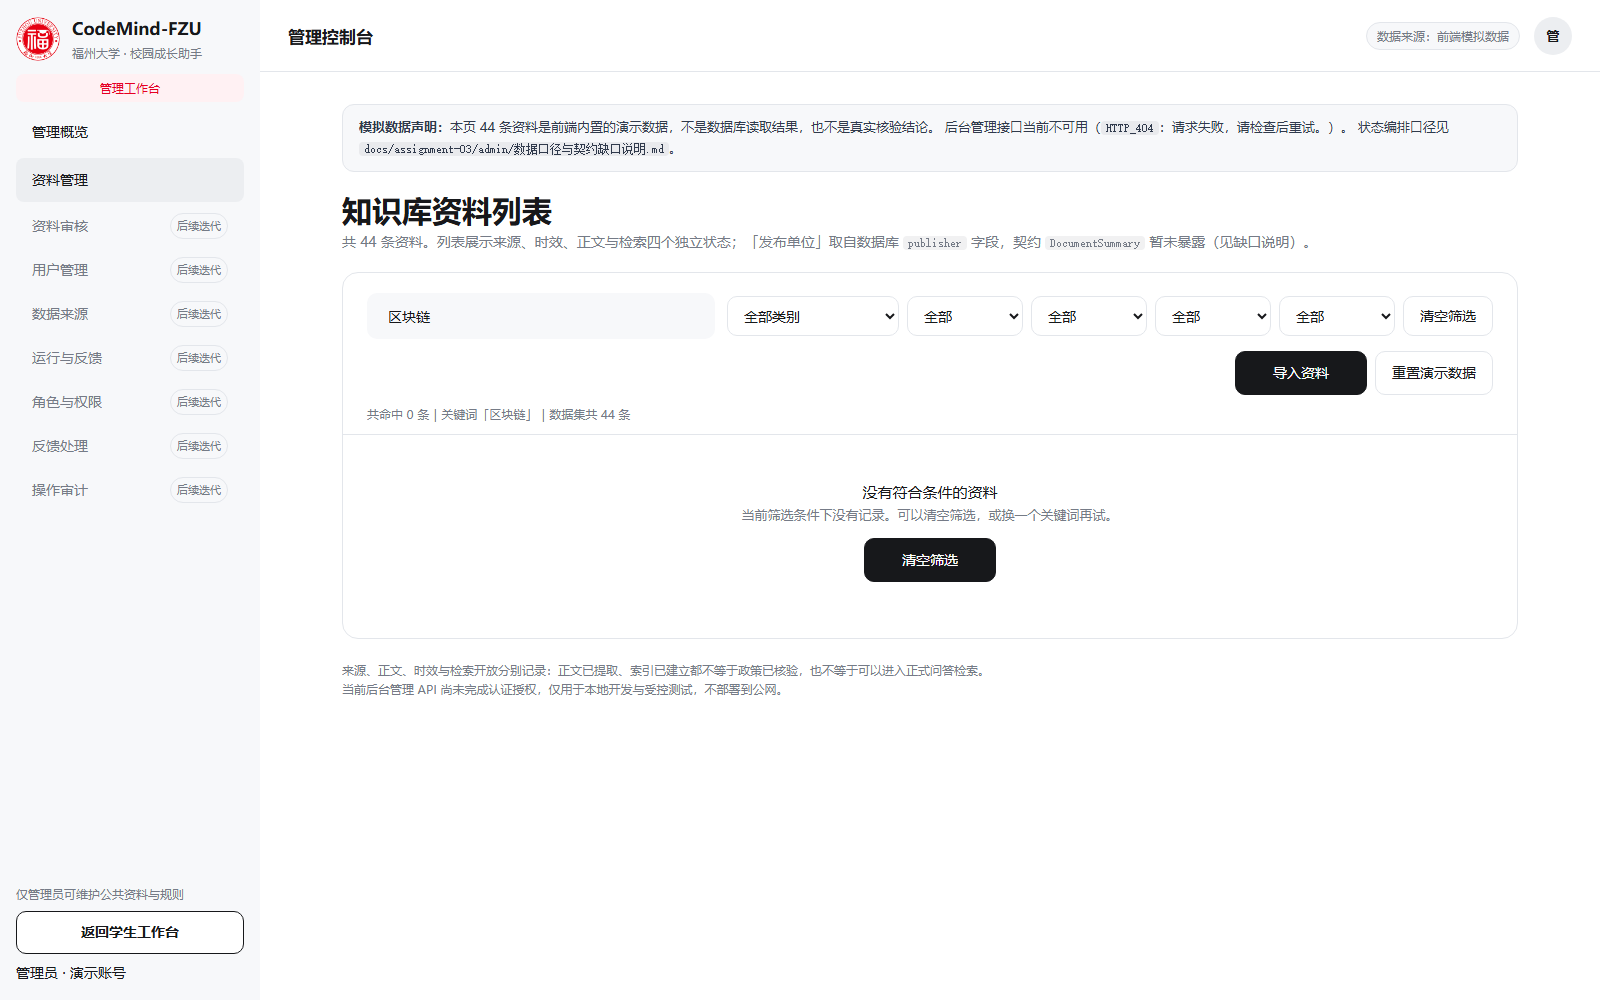 CodeMind-FZU
福州大学 · 校园成长助手
管理工作台
管理概览
资料管理
资料审核 后续迭代
用户管理 后续迭代
数据来源 后续迭代
运行与反馈 后续迭代
角色与权限 后续迭代
反馈处理 后续迭代
操作审计 后续迭代
仅管理员可维护公共资料与规则
返回学生工作台
管理员 · 演示账号
管理控制台
数据来源：前端模拟数据
管
模拟数据声明：本页 44 条资料是前端内置的演示数据，不是数据库读取结果，也不是真实核验结论。 后台管理接口当前不可用（ HTTP_404 ：请求失败，请检查后重试。）。 状态编排口径见
docs/assignment-03/admin/数据口径与契约缺口说明.md 。
知识库资料列表
共 44 条资料。列表展示来源、时效、正文与检索四个独立状态；「发布单位」取自数据库 publisher 字段，契约 DocumentSummary 暂未暴露（见缺口说明）。
区块链 全部类别 全部 全部 全部 全部 清空筛选
导入资料 重置演示数据
共命中 0 条 | 关键词「区块链」 | 数据集共 44 条
没有符合条件的资料
当前筛选条件下没有记录。可以清空筛选，或换一个关键词再试。
清空筛选
来源、正文、时效与检索开放分别记录：正文已提取、索引已建立都不等于政策已核验，也不等于可以进入正式问答检索。
当前后台管理 API 尚未完成认证授权，仅用于本地开发与受控测试，不部署到公网。